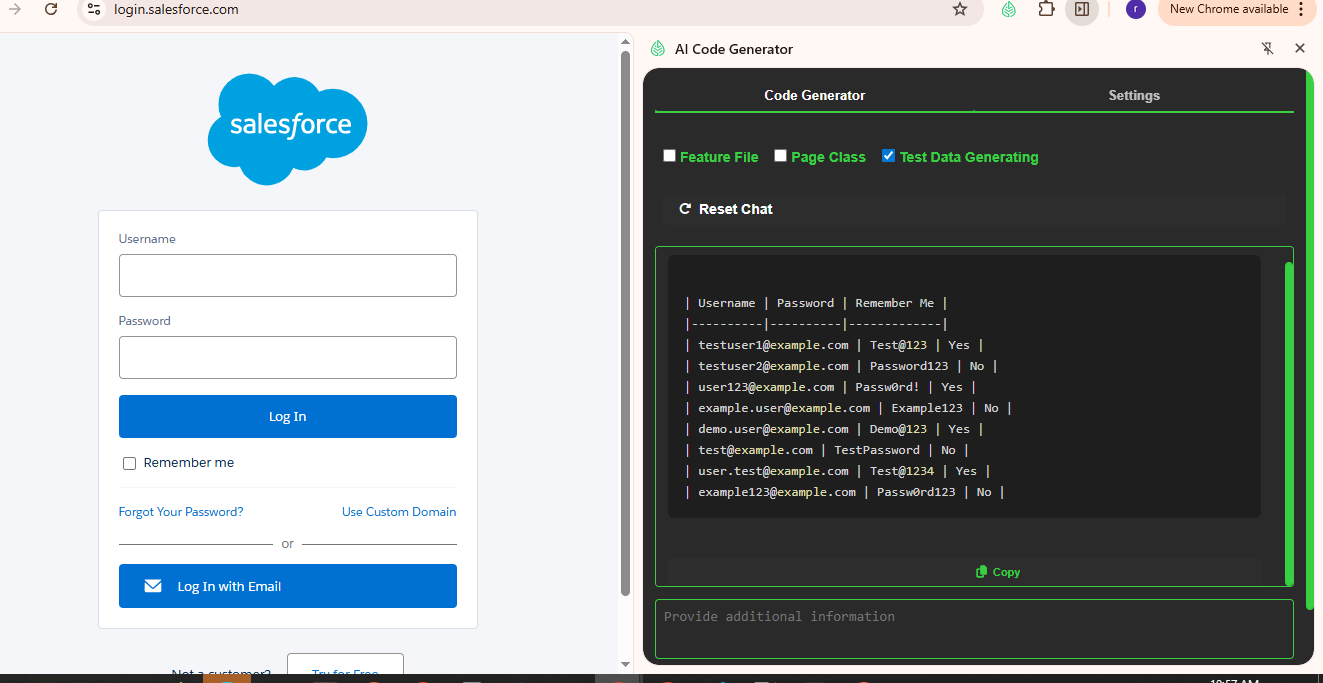 login.salesforce.com
r
New Chrome available
salesforce
Username
Password
Log In
Remember me
Forgot Your Password?
Use Custom Domain
or
Log In with Email
Not a customer?
Try for Free
AI Code Generator
Code Generator
Settings
Feature File
Page Class
Test Data Generating
Reset Chat
| Username | Password | Remember Me |
|----------|----------|-------------|
| testuser1@example.com | Test@123 | Yes |
| testuser2@example.com | Password123 | No |
| user123@example.com | Passw0rd! | Yes |
| example.user@example.com | Example123 | No |
| demo.user@example.com | Demo@123 | Yes |
| test@example.com | TestPassword | No |
| user.test@example.com | Test@1234 | Yes |
| example123@example.com | Passw0rd123 | No |
Copy
Provide additional information
10:57 AM